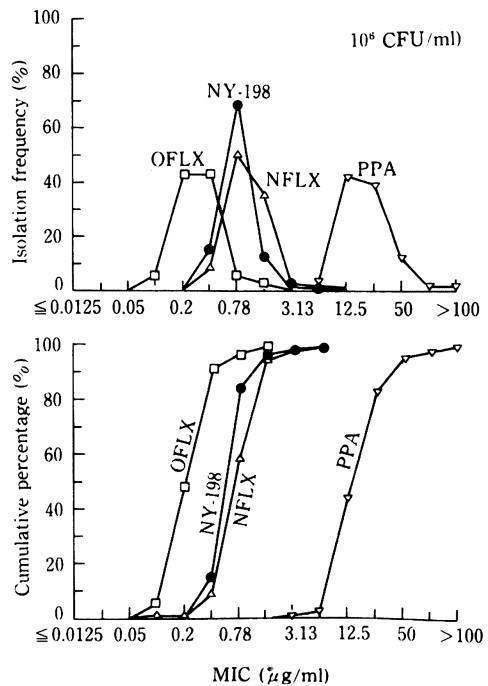 10⁶ CFU/ml)
Isolation frequency (%)
100
80
60
40
20
0
NY-198
OFLX
NFLX
PPA
≦ 0.0125 0.05 0.2 0.78 3.13 12.5 50 >100
Cumulative percentage (%)
100
80
60
40
20
0
OFLX
NY-198
NFLX
PPA
≦ 0.0125 0.05 0.2 0.78 3.13 12.5 50 >100
MIC (μg/ml)